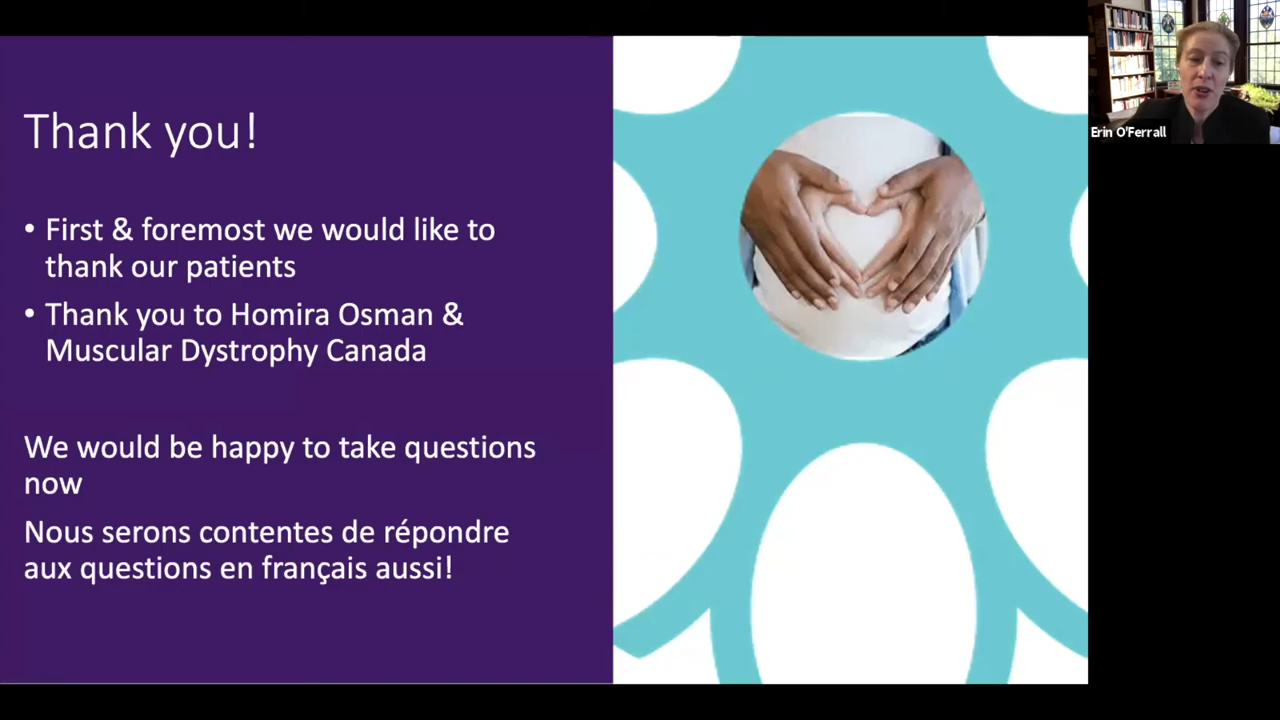 Thank you!
• First & foremost we would like to
thank our patients
• Thank you to Homira Osman &
Muscular Dystrophy Canada
We would be happy to take questions
now
Nous serons contentes de répondre
aux questions en français aussi!
Erin O'Ferrall